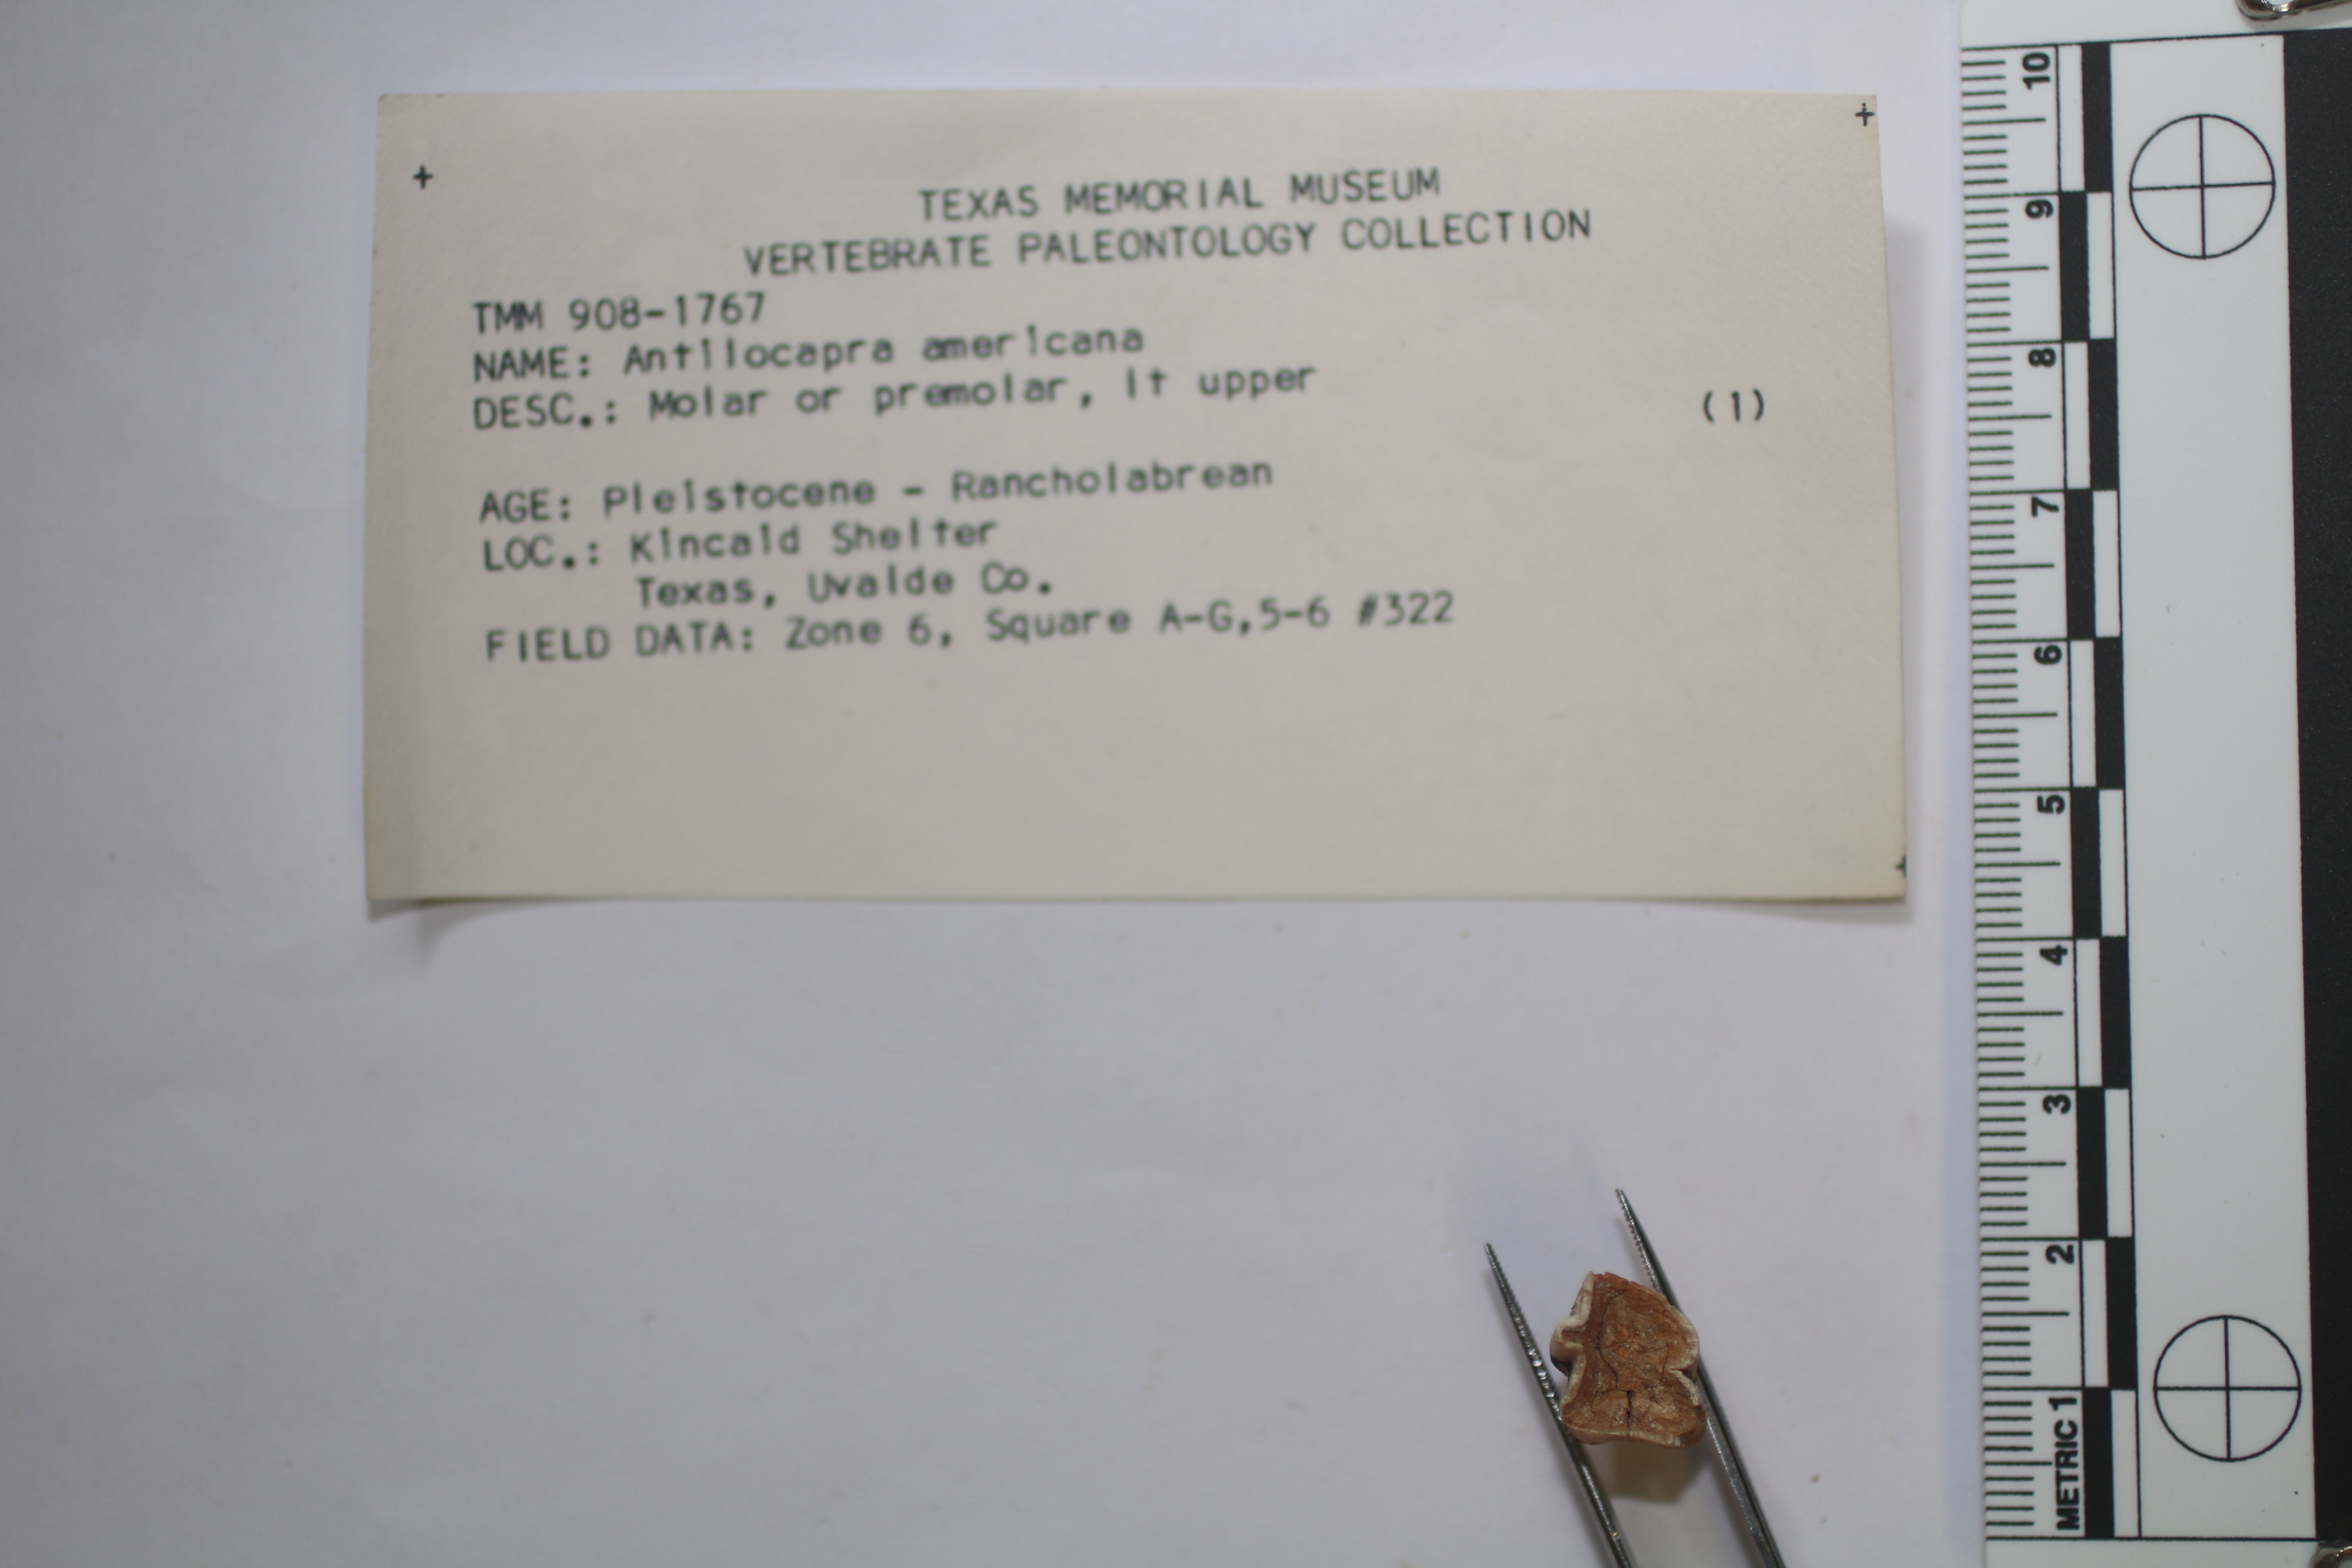 TEXAS MEMORIAL MUSEUM
VERTEBRATE PALEONTOLOGY COLLECTION
TMM 908-1767
NAME: Antilocapra americana
DESC.: Molar or premolar, lt upper (1)
AGE: Pleistocene - Rancholabrean
LOC.: Kincaid Shelter
Texas, Uvalde Co.
FIELD DATA: Zone 6, Square A-G,5-6 #322
10
9
8
7
6
5
4
3
2
METRIC 1